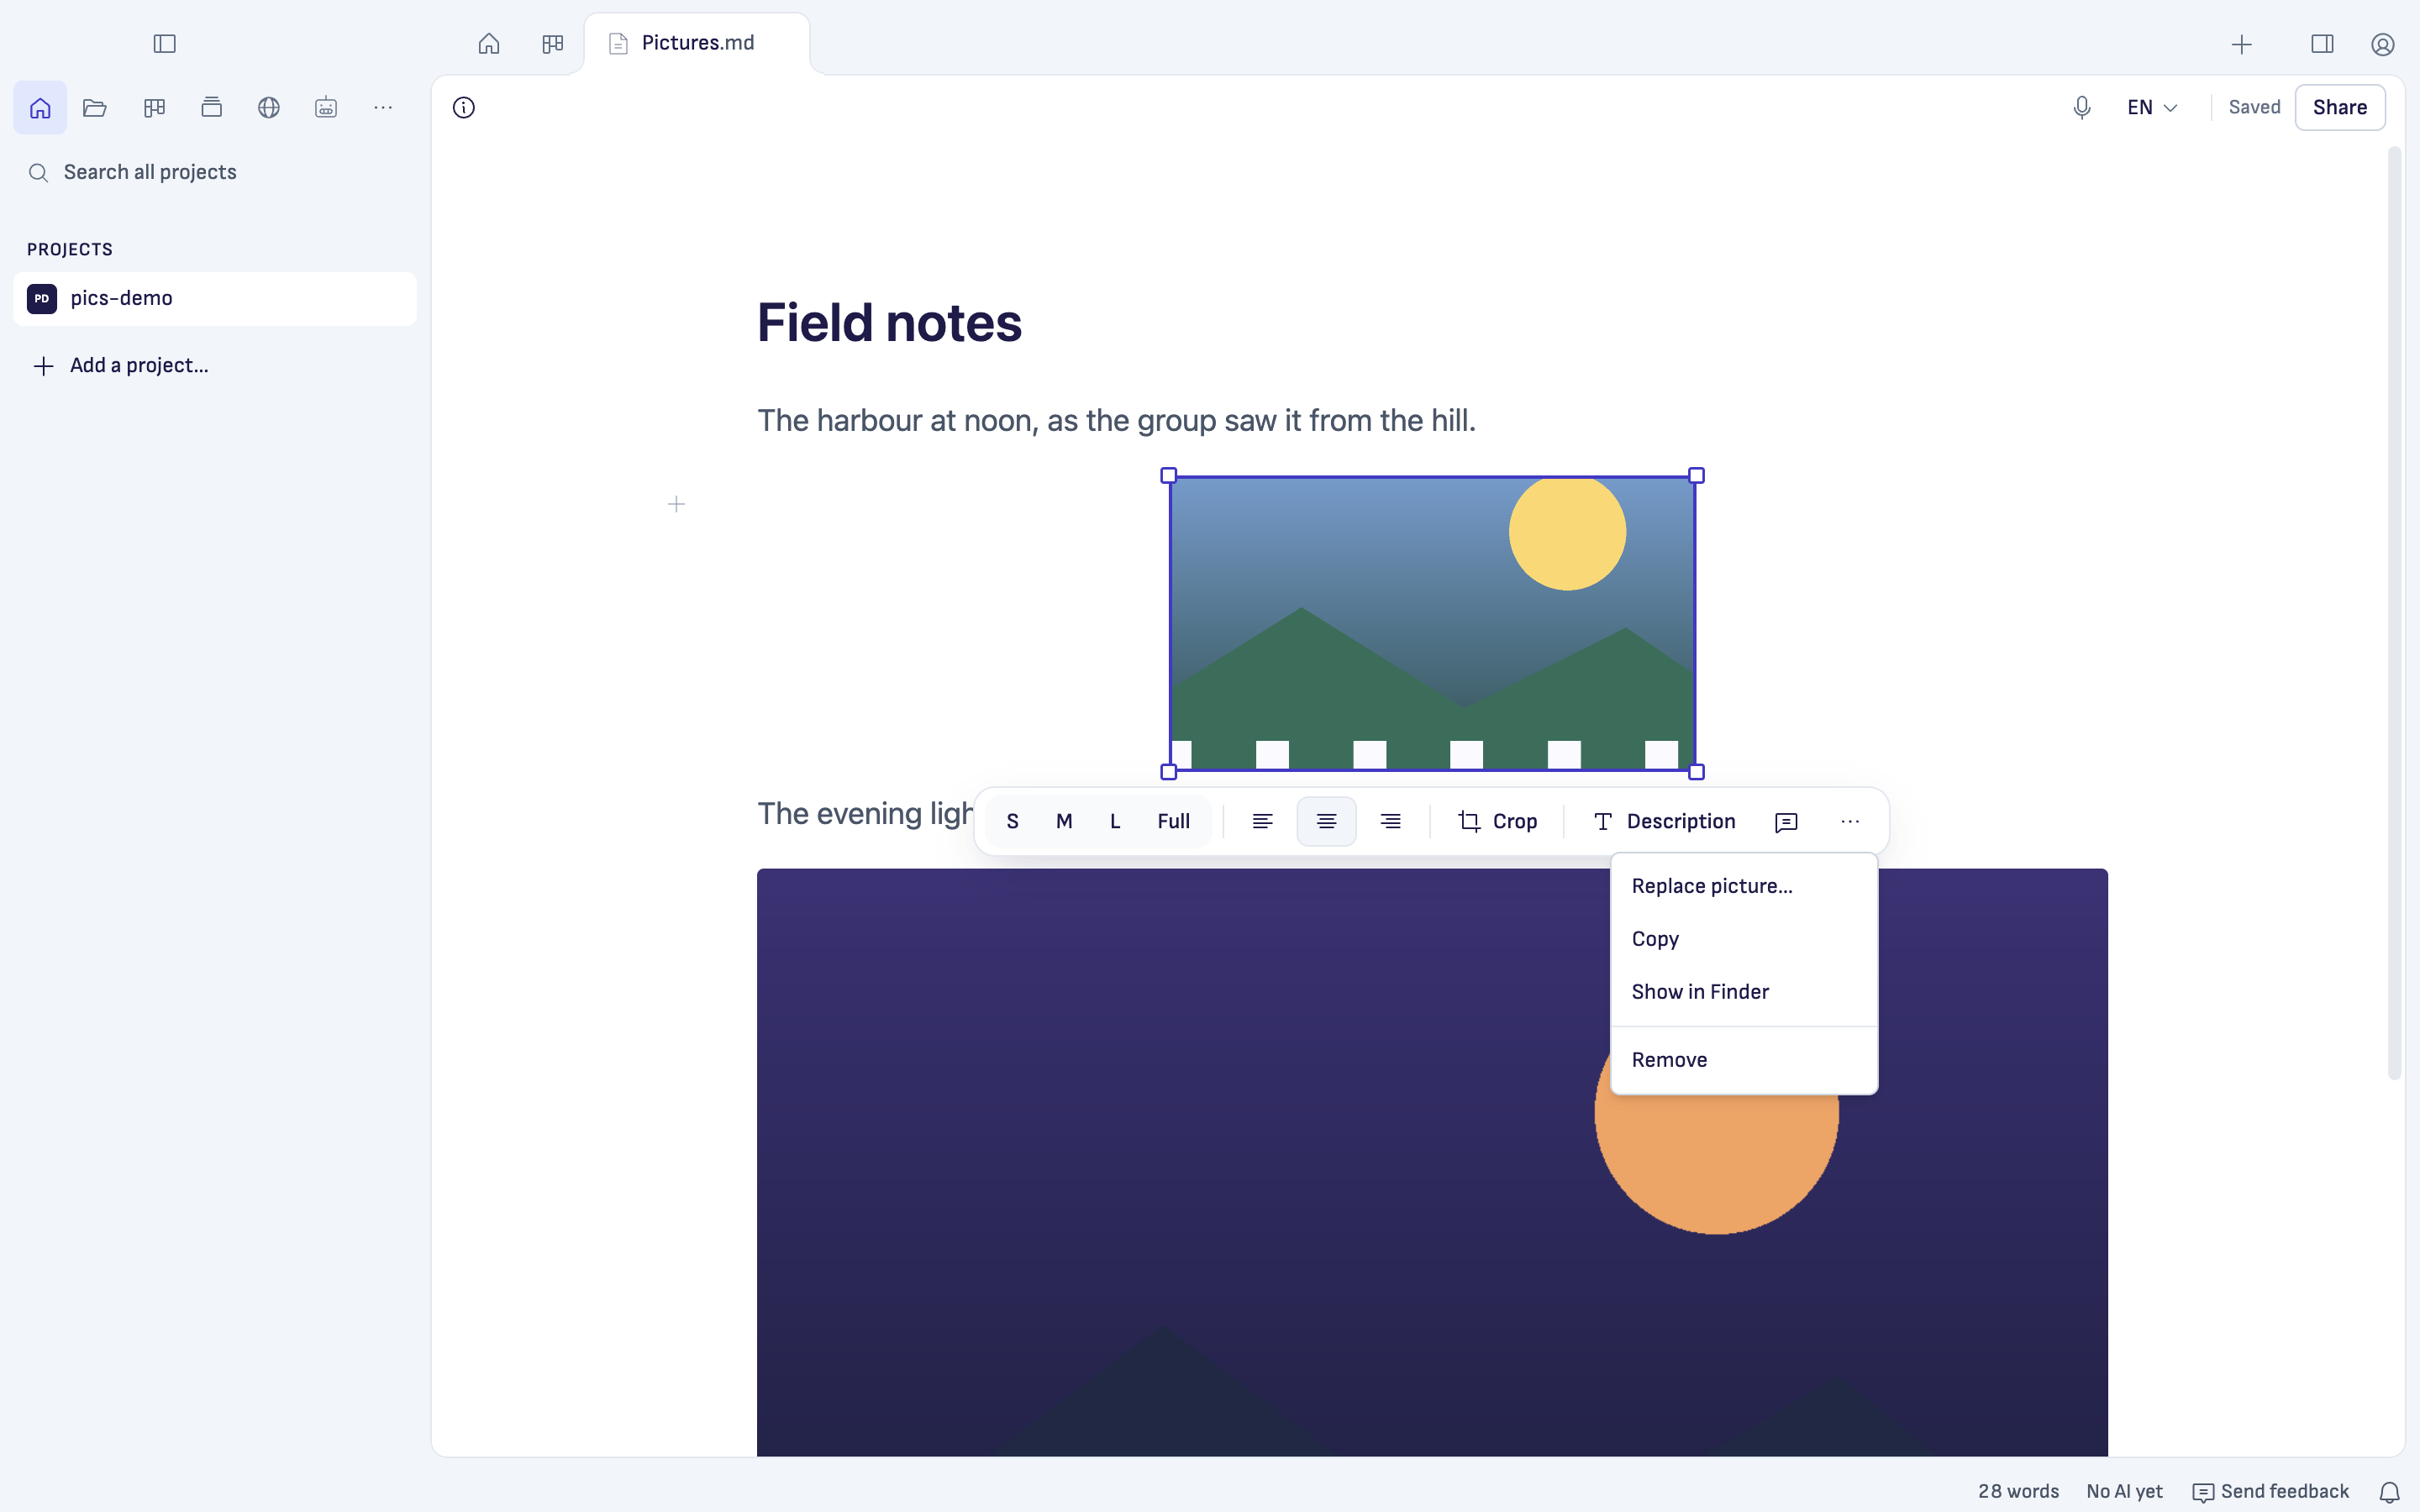 Pictures.md
EN
Saved
Share
Search all projects
PROJECTS
PD
pics-demo
Add a project...
Field notes
The harbour at noon, as the group saw it from the hill.
The evening
S M L Full
Crop
Description
Replace picture...
Copy
Show in Finder
Remove
28 words
No AI yet
Send feedback